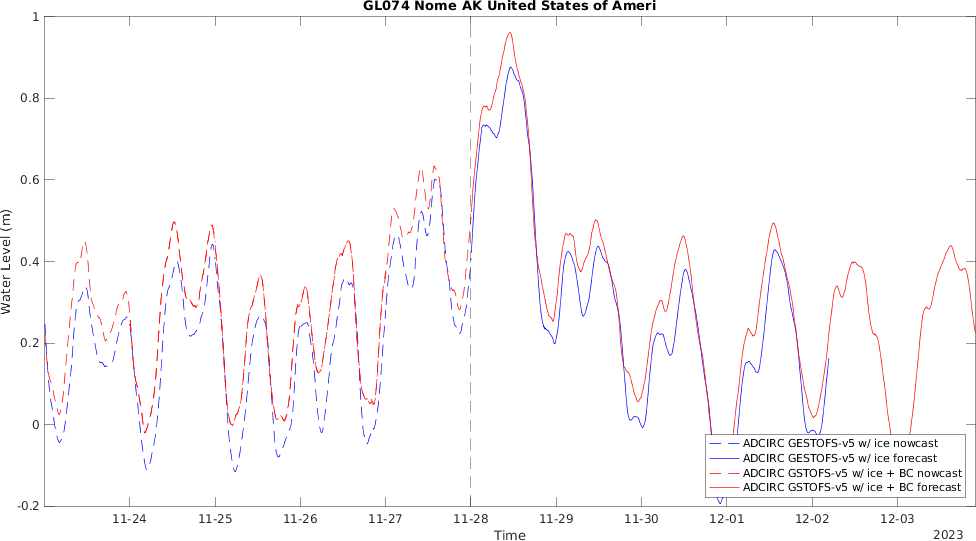 GL074 Nome AK United States of Ameri
1
0.8
0.6
0.4
0.2
0
-0.2
Water Level (m)
ADCIRC GESTOFS-v5 w/ ice nowcast
ADCIRC GESTOFS-v5 w/ ice forecast
ADCIRC GSTOFS-v5 w/ ice + BC nowcast
ADCIRC GSTOFS-v5 w/ ice + BC forecast
11-24 11-25 11-26 11-27 11-28 11-29 11-30 12-01 12-02 12-03
Time
2023